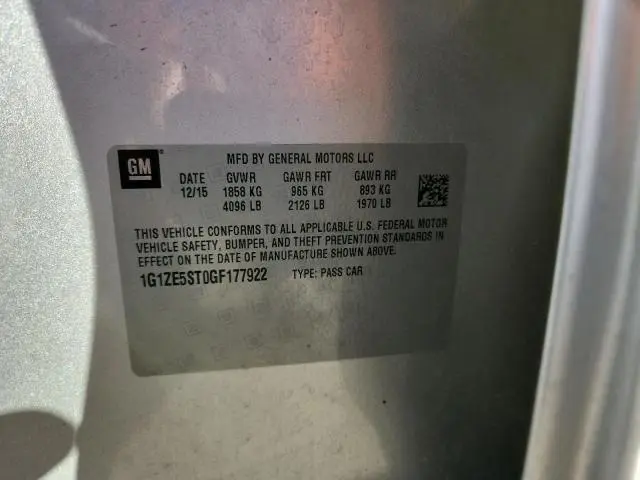 GM
MFD BY GENERAL MOTORS LLC
DATE GVWR GAWR FRT GAWR RR
12/15 1858 KG 965 KG 893 KG
4096 LB 2126 LB 1970 LB
THIS VEHICLE CONFORMS TO ALL APPLICABLE U.S. FEDERAL MOTOR
VEHICLE SAFETY, BUMPER, AND THEFT PREVENTION STANDARDS IN
EFFECT ON THE DATE OF MANUFACTURE SHOWN ABOVE.
1G1ZE5ST0GF177922 TYPE: PASS CAR